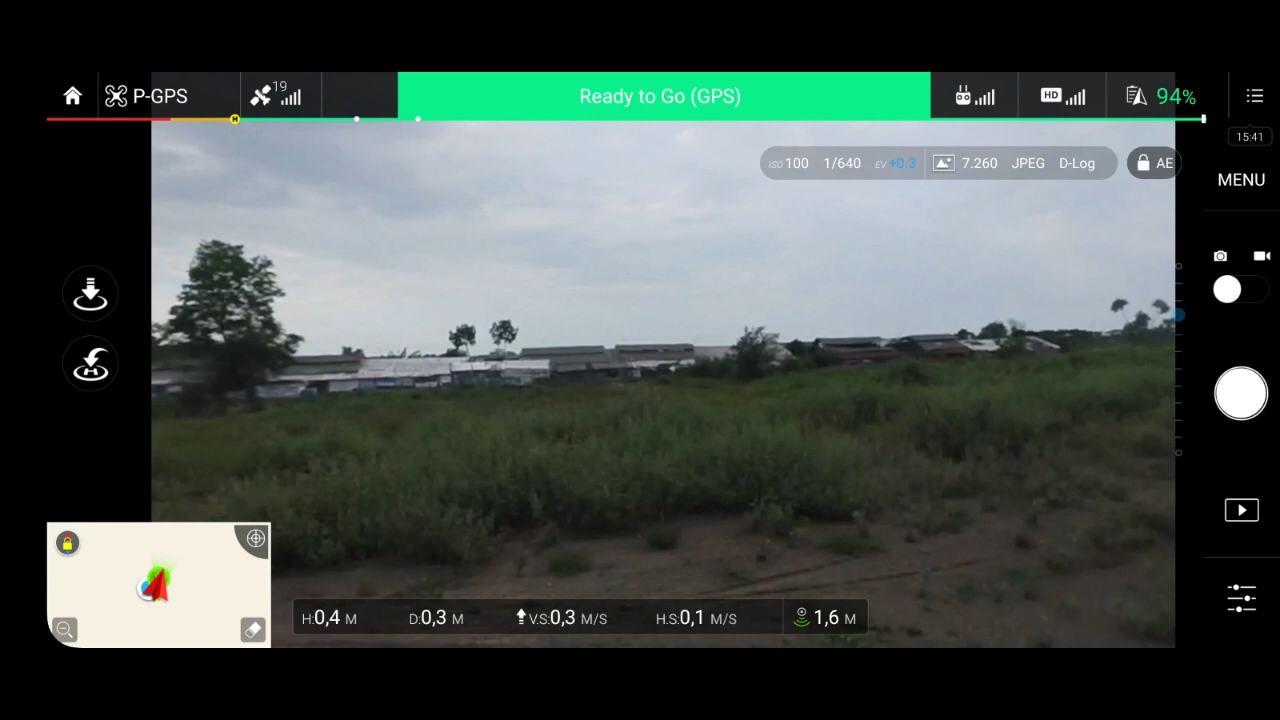 P-GPS 19 Ready to Go (GPS) HD 94%
H
15:41
ISO 100 1/640 EV +0.3 7.260 JPEG D-Log AE
MENU
H
H:0,4 M D:0,3 M V.S:0,3 M/S H.S:0,1 M/S 1,6 M